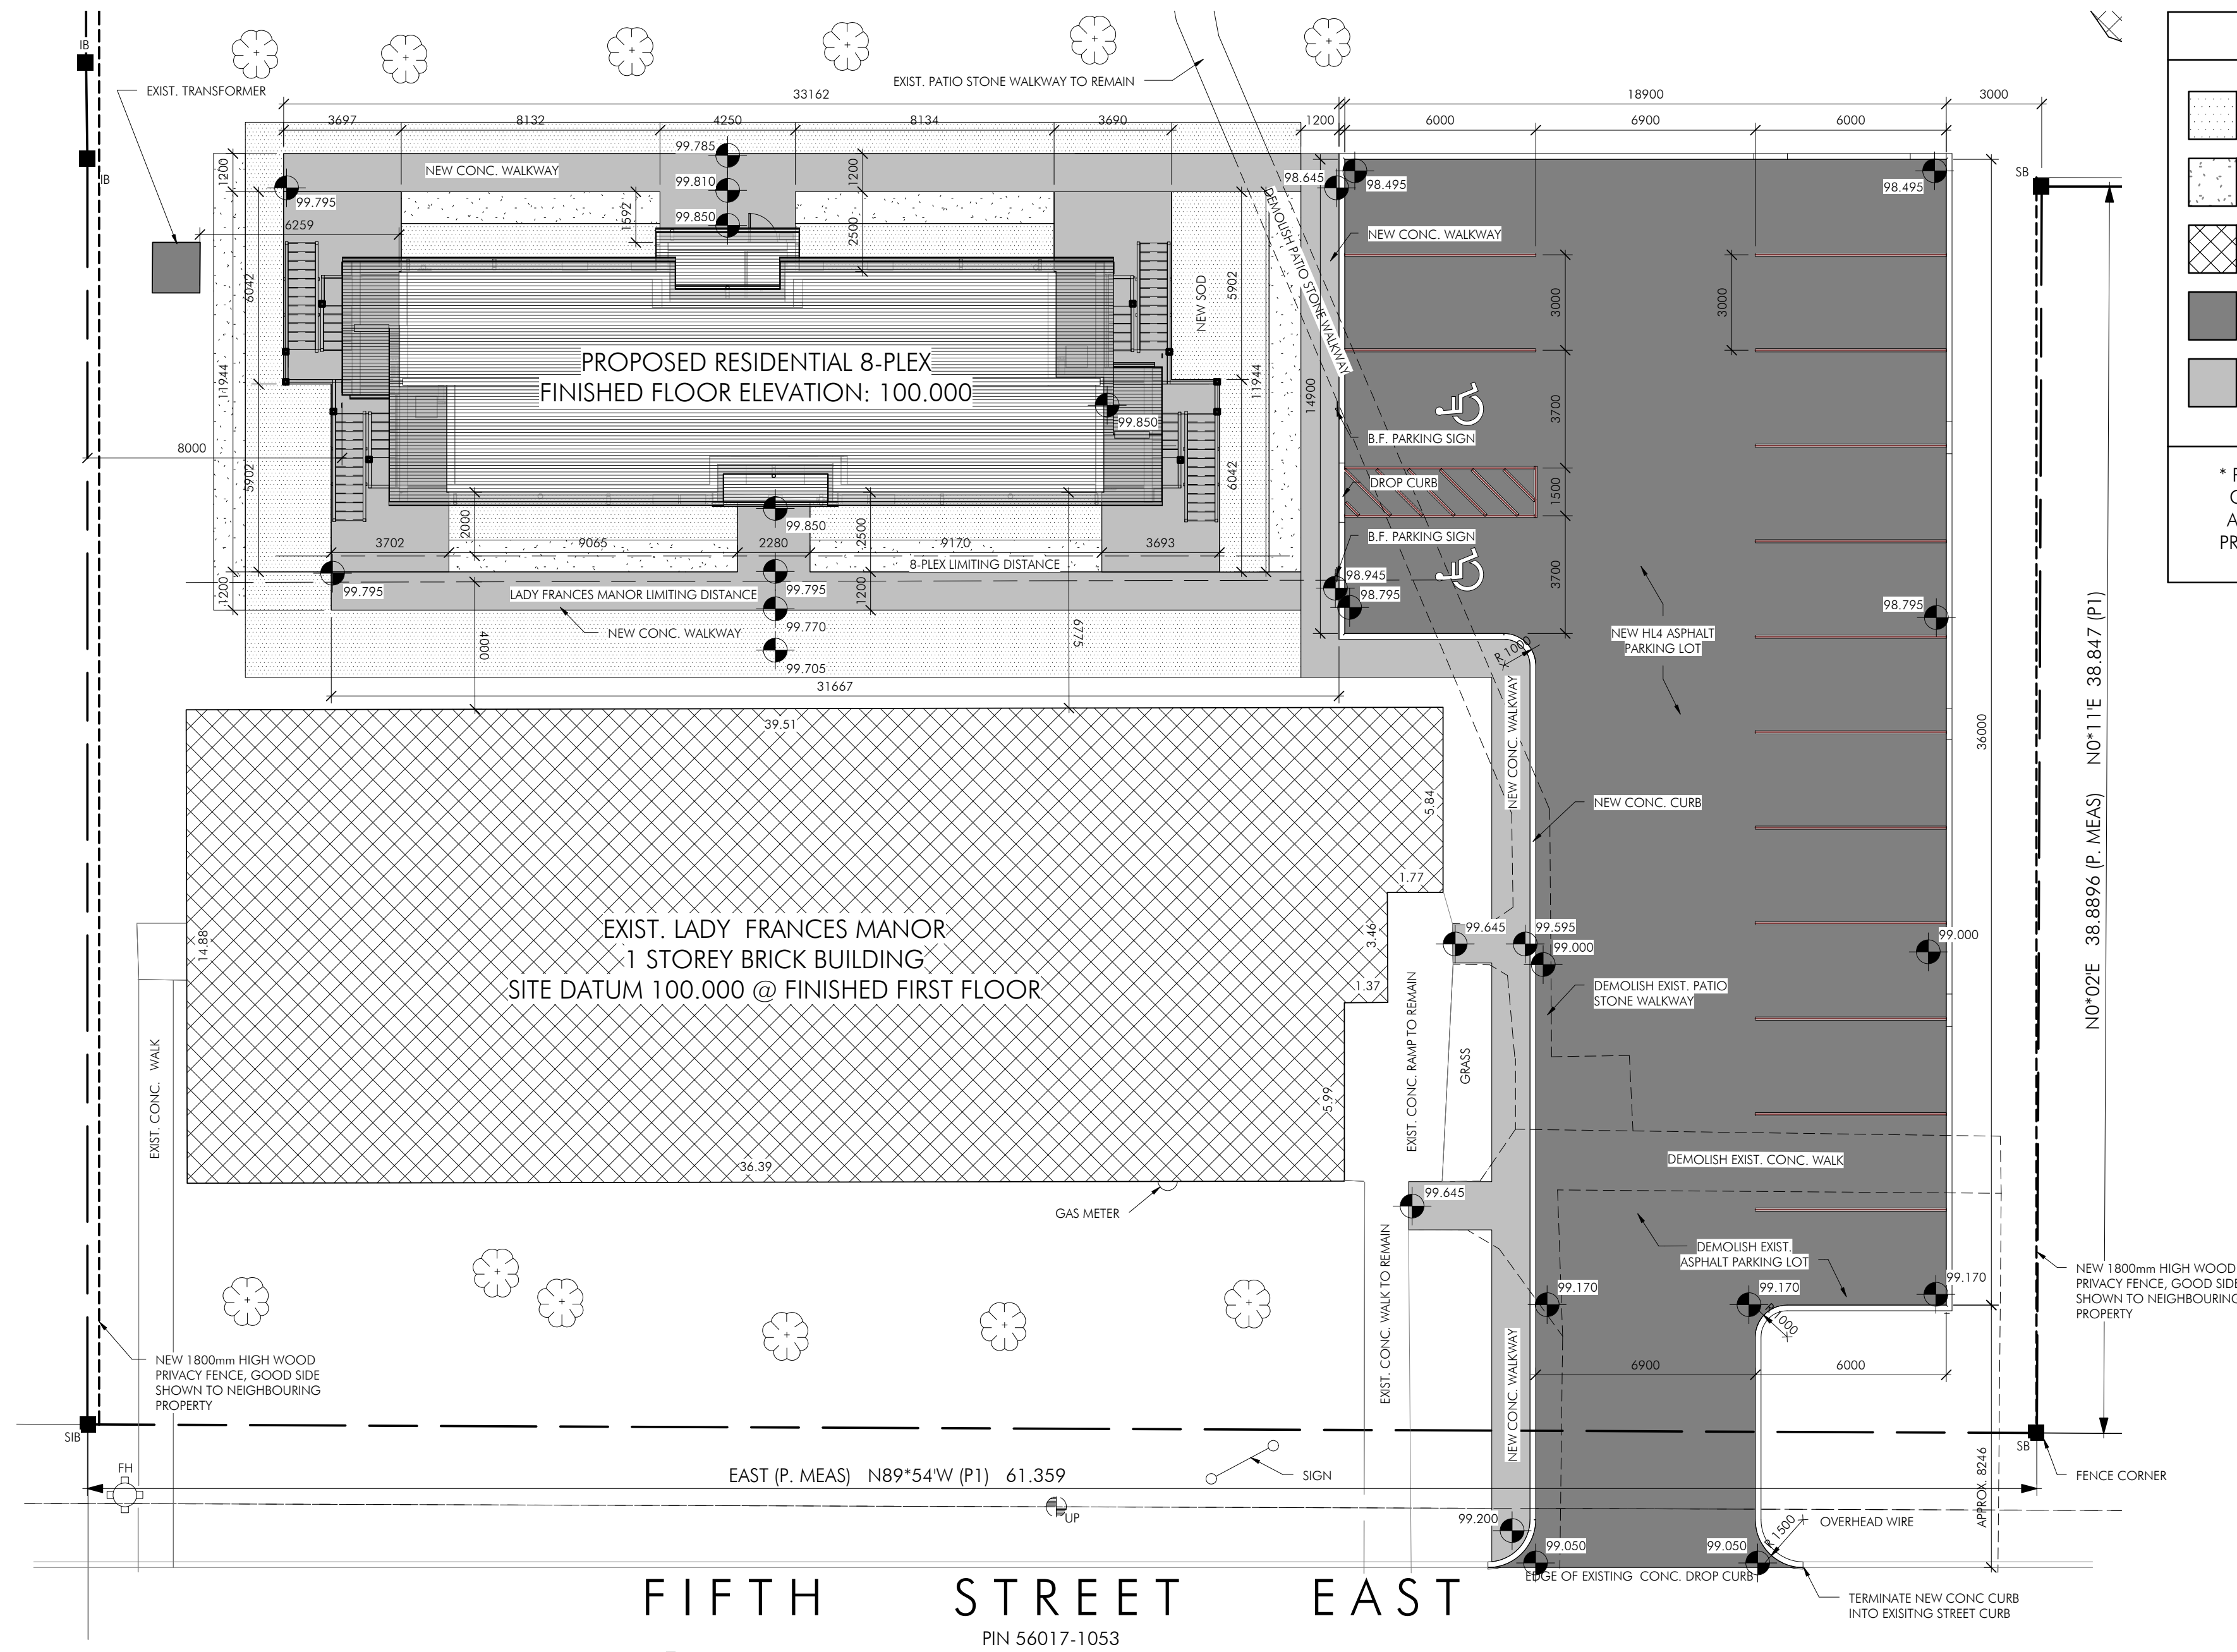 IB
EXIST. TRANSFORMER
EXIST. PATIO STONE WALKWAY TO REMAIN
33162
18900
3000
3697
8132
4250
8134
3690
1200
6000
6900
6000
IB
1200
NEW CONC. WALKWAY
99.785
99.810
99.850
1200
98.645
98.495
98.495
SB
99.795
6259
1592
2500
DEMOLISH PATIO STONE WALKWAY
NEW CONC. WALKWAY
6042
NEW SOD
5902
3000
3000
11944
PROPOSED RESIDENTIAL 8-PLEX
FINISHED FLOOR ELEVATION: 100.000
99.850
11944
14900
3700
B.F. PARKING SIGN
8000
5902
6042
DROP CURB
1500
2000
99.850
2500
3702
9065
2280
9170
3693
B.F. PARKING SIGN
8-PLEX LIMITING DISTANCE
1200
99.795
LADY FRANCES MANOR LIMITING DISTANCE
99.795
1200
98.945
98.795
3700
98.795
NEW CONC. WALKWAY
99.770
4000
6775
99.705
NEW HL4 ASPHALT
PARKING LOT
R 1000
31667
39.51
NEW CONC. WALKWAY
36000
N0*02'E 38.8896 (P. MEAS) N0*11'E 38.847 (P1)
5.84
NEW CONC. CURB
1.77
14.88
EXIST. LADY FRANCES MANOR
1 STOREY BRICK BUILDING
SITE DATUM 100.000 @ FINISHED FIRST FLOOR
3.46
99.645
99.595
99.000
99.000
1.37
DEMOLISH EXIST. PATIO
STONE WALKWAY
EXIST. CONC. WALK
5.99
EXIST. CONC. RAMP TO REMAIN
GRASS
36.39
DEMOLISH EXIST. CONC. WALK
GAS METER
99.645
DEMOLISH EXIST.
ASPHALT PARKING LOT
EXIST. CONC. WALK TO REMAIN
99.170
99.170
99.170
NEW 1800mm HIGH WOOD
PRIVACY FENCE, GOOD SIDE
SHOWN TO NEIGHBOURING
PROPERTY
R 1000
NEW 1800mm HIGH WOOD
PRIVACY FENCE, GOOD SIDE
SHOWN TO NEIGHBOURING
PROPERTY
NEW CONC. WALKWAY
6900
6000
SIB
SB
FH
EAST (P. MEAS) N89*54'W (P1) 61.359
SIGN
FENCE CORNER
APPROX. 8246
UP
99.200
R 1500
OVERHEAD WIRE
99.050
99.050
EDGE OF EXISTING CONC. DROP CURB
FIFTH STREET EAST
TERMINATE NEW CONC CURB
INTO EXISITNG STREET CURB
PIN 56017-1053